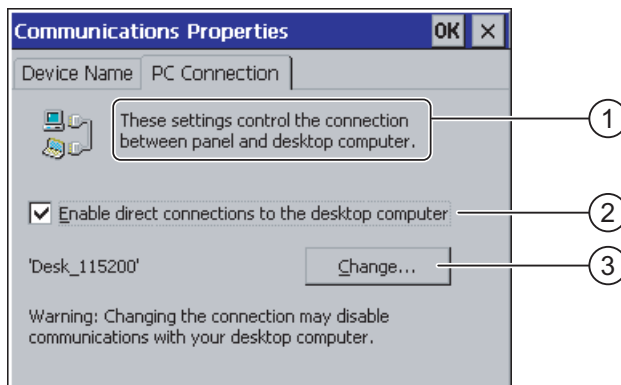 Communications Properties OK ×
Device Name PC Connection
These settings control the connection
between panel and desktop computer.
1
Enable direct connections to the desktop computer
2
'Desk_115200' Change...
3
Warning: Changing the connection may disable
communications with your desktop computer.